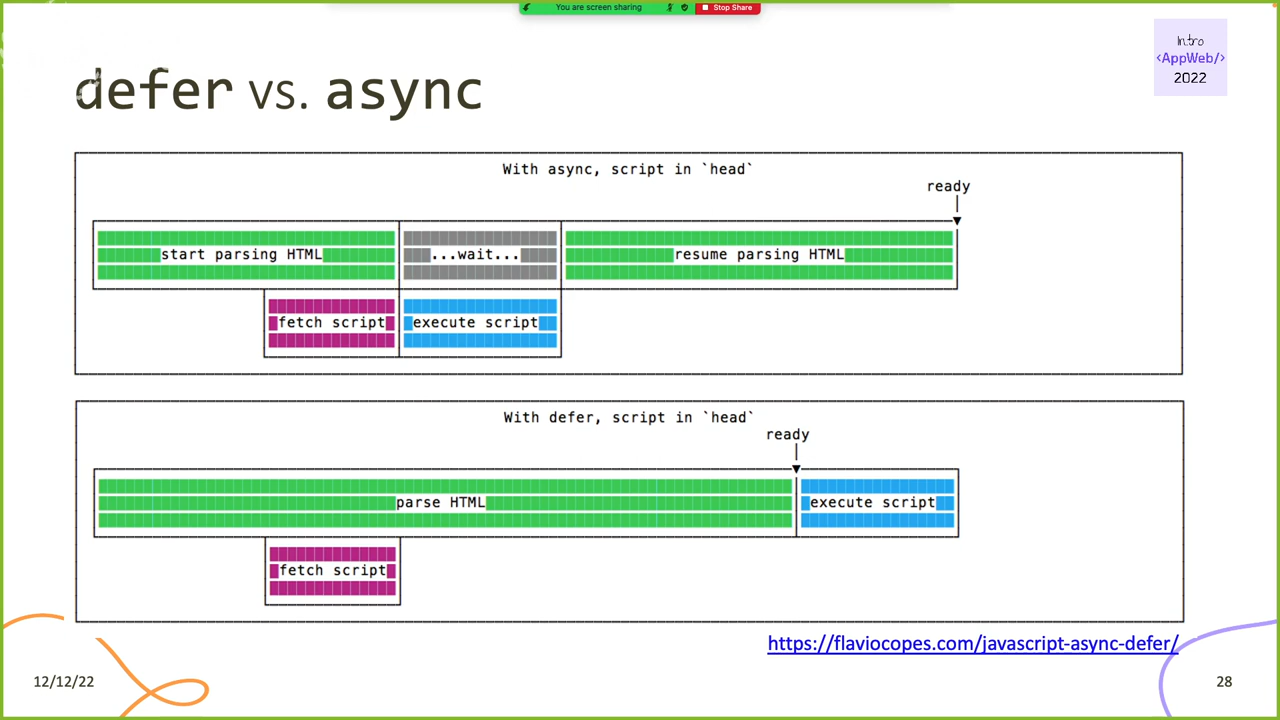 You are screen sharing
Stop Share
Intro
<AppWeb/>
2022
defer vs. async
With async, script in `head`
ready
start parsing HTML
...wait...
resume parsing HTML
fetch script
execute script
With defer, script in `head`
ready
parse HTML
execute script
fetch script
https://flaviocopes.com/javascript-async-defer/
12/12/22
28